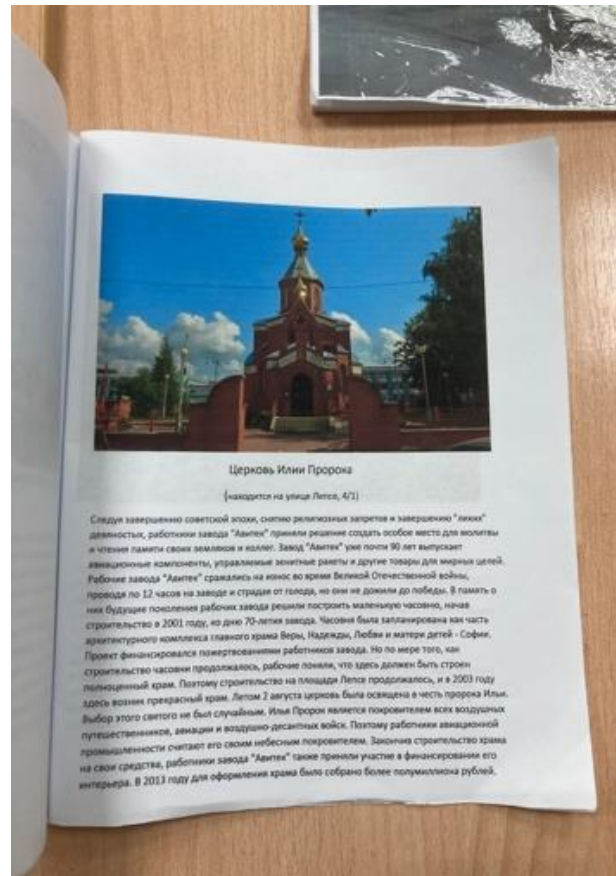 Церковь Илии Пророка
(находится на улице Лепсе, 4/1)
Следуя завершению советской эпохи, снятию религиозных запретов и завершению "лихих"
девяностых, работники завода "Авитек" приняли решение создать особое место для молитвы
и чтения памяти своих земляков и коллег. Завод "Авитек" уже почти 90 лет выпускает
авиационные компоненты, управляемые зенитные ракеты и другие товары для мирных целей.
Рабочие завода "Авитек" сражались на износ во время Великой Отечественной войны,
проводя по 12 часов на заводе и страдая от голода, но они не дожили до победы. В память о
них будущие поколения рабочих завода решили построить маленькую часовню, начав
строительство в 2001 году, ко дню 70-летия завода. Часовня была запланирована как часть
архитектурного комплекса главного храма Веры, Надежды, Любви и матери детей - Софии.
Проект финансировался пожертвованиями работников завода. Но по мере того, как
строительство часовни продолжалось, рабочие поняли, что здесь должен быть строен
полноценный храм. Поэтому строительство на площади Лепсе продолжалось, и в 2003 году
здесь возник прекрасный храм. Летом 2 августа церковь была освящена в честь пророка Ильи.
Выбор этого святого не был случайным. Илья Пророк является покровителем всех воздушных
путешественников, авиации и воздушно-десантных войск. Поэтому работники авиационной
промышленности считают его своим небесным покровителем. Закончив строительство храма
на свои средства, работники завода "Авитек" также приняли участие в финансировании его
интерьера. В 2013 году для оформления храма было собрано более полумиллиона рублей.